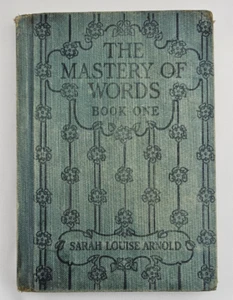 THE
MASTERY OF
WORDS
BOOK ONE
SARAH LOUISE ARNOLD